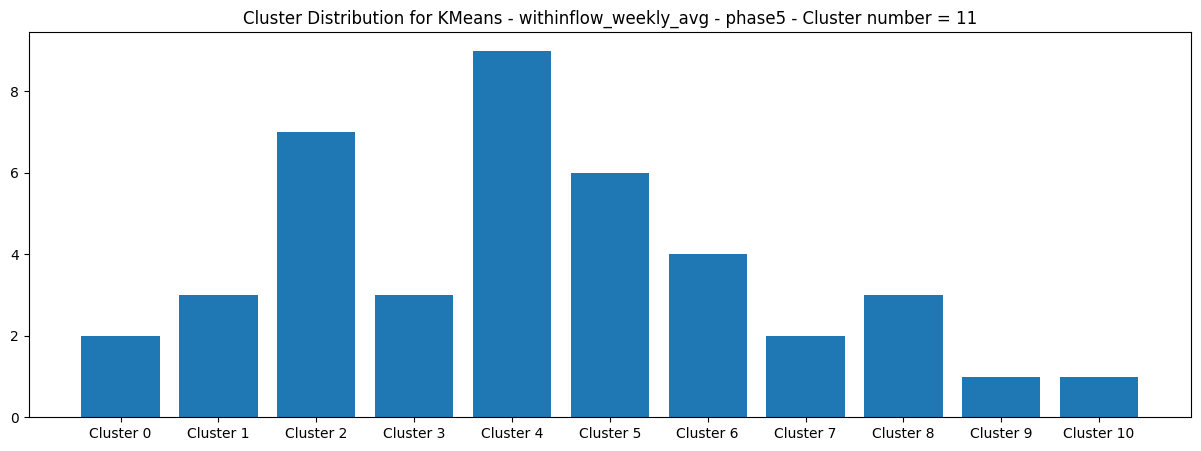 Cluster Distribution for KMeans - withinflow_weekly_avg - phase5 - Cluster number = 11
8
6
4
2
0
Cluster 0 Cluster 1 Cluster 2 Cluster 3 Cluster 4 Cluster 5 Cluster 6 Cluster 7 Cluster 8 Cluster 9 Cluster 10